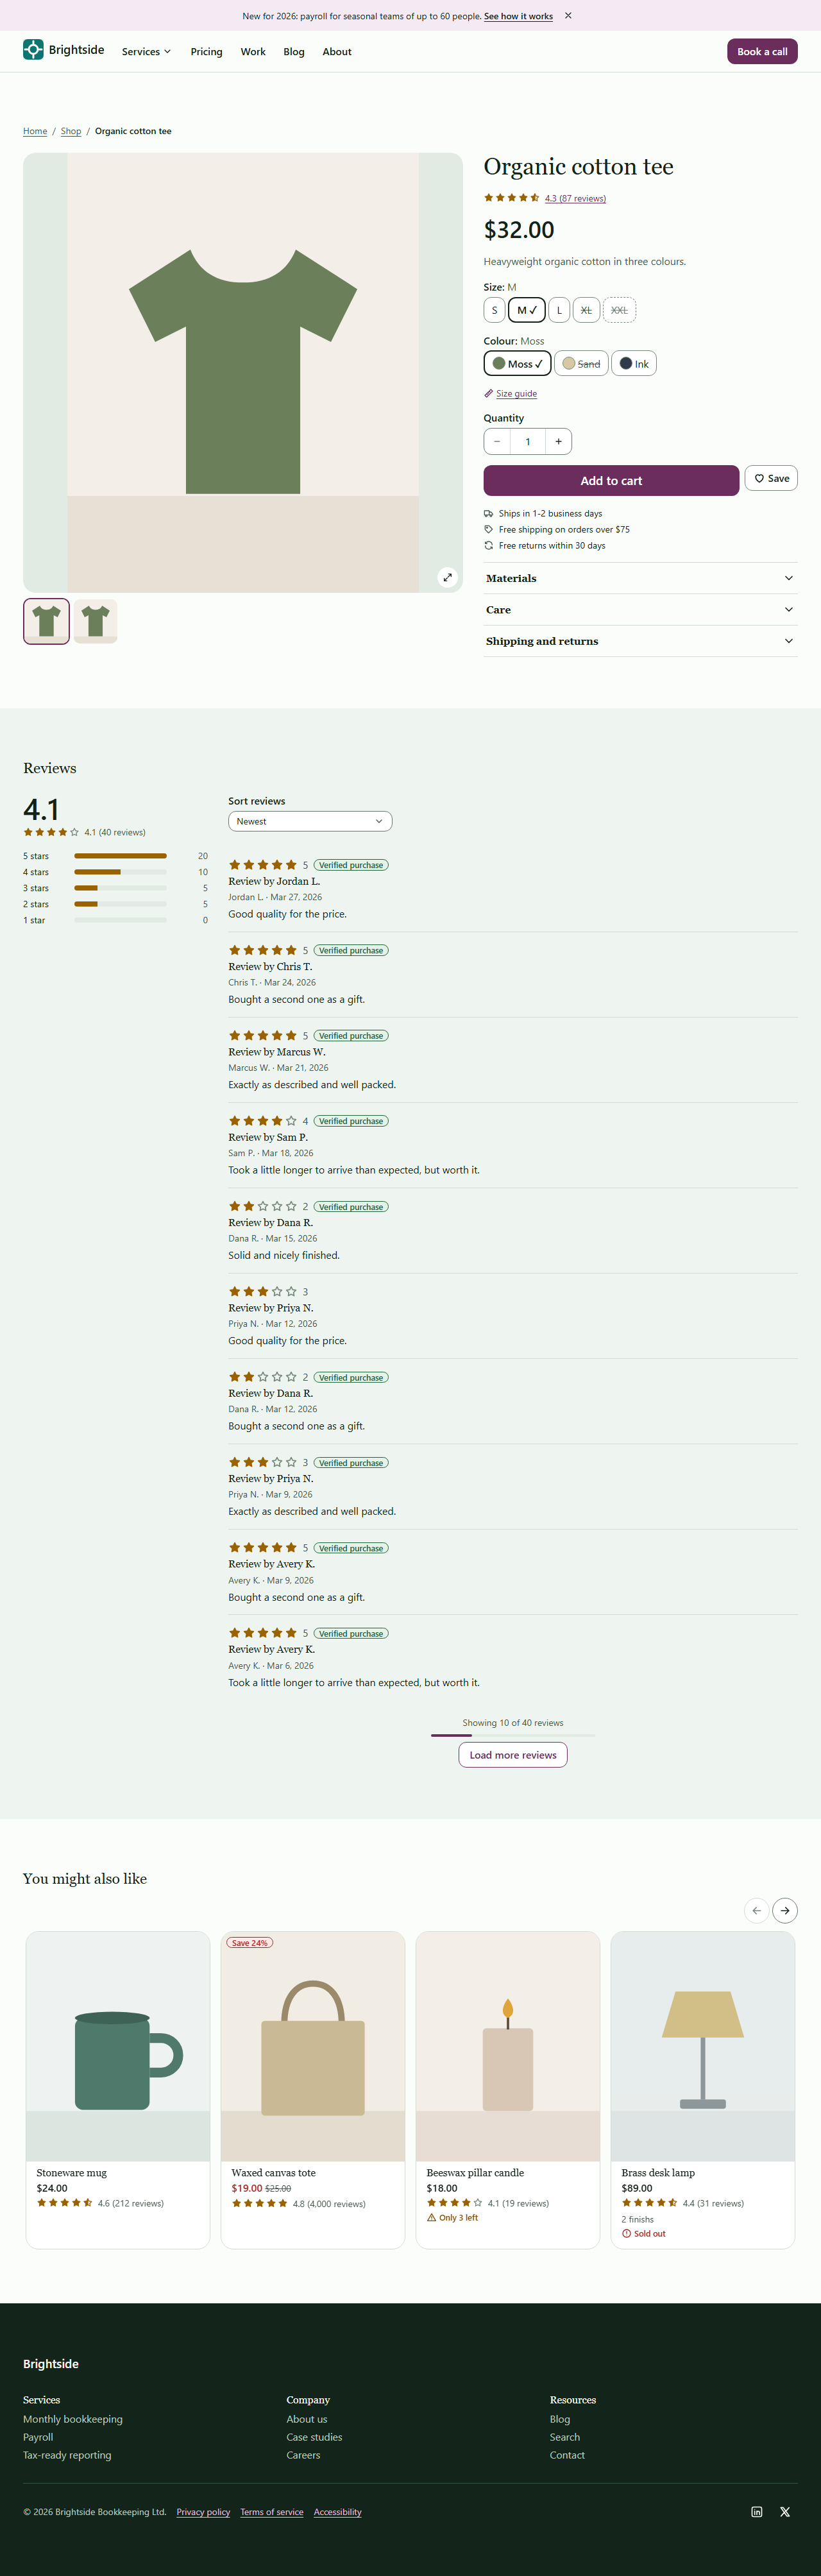 New for 2026: payroll for seasonal teams of up to 60 people. See how it works
Brightside Services Pricing Work Blog About Book a call
Home / Shop / Organic cotton tee
Organic cotton tee
4.3 (87 reviews)
$32.00
Heavyweight organic cotton in three colours.
Size: M
S M L XL XXL
Colour: Moss
Moss Sand Ink
Size guide
Quantity
− 1 +
Add to cart Save
Ships in 1-2 business days
Free shipping on orders over $75
Free returns within 30 days
Materials
Care
Shipping and returns
Reviews
4.1
4.1 (40 reviews)
5 stars 20
4 stars 10
3 stars 5
2 stars 5
1 star 0
Sort reviews
Newest
5 Verified purchase
Review by Jordan L.
Jordan L. · Mar 27, 2026
Good quality for the price.
5 Verified purchase
Review by Chris T.
Chris T. · Mar 24, 2026
Bought a second one as a gift.
5 Verified purchase
Review by Marcus W.
Marcus W. · Mar 21, 2026
Exactly as described and well packed.
4 Verified purchase
Review by Sam P.
Sam P. · Mar 18, 2026
Took a little longer to arrive than expected, but worth it.
2 Verified purchase
Review by Dana R.
Dana R. · Mar 15, 2026
Solid and nicely finished.
3
Review by Priya N.
Priya N. · Mar 12, 2026
Good quality for the price.
2 Verified purchase
Review by Dana R.
Dana R. · Mar 12, 2026
Bought a second one as a gift.
3 Verified purchase
Review by Priya N.
Priya N. · Mar 9, 2026
Exactly as described and well packed.
5 Verified purchase
Review by Avery K.
Avery K. · Mar 9, 2026
Bought a second one as a gift.
5 Verified purchase
Review by Avery K.
Avery K. · Mar 6, 2026
Took a little longer to arrive than expected, but worth it.
Showing 10 of 40 reviews
Load more reviews
You might also like
Stoneware mug
$24.00
4.6 (212 reviews)
Save 24%
Waxed canvas tote
$19.00 $25.00
4.8 (4,000 reviews)
Beeswax pillar candle
$18.00
4.1 (19 reviews)
Only 3 left
Brass desk lamp
$89.00
4.4 (31 reviews)
2 finishs
Sold out
Brightside
Services
Monthly bookkeeping
Payroll
Tax-ready reporting
Company
About us
Case studies
Careers
Resources
Blog
Search
Contact
© 2026 Brightside Bookkeeping Ltd. Privacy policy Terms of service Accessibility